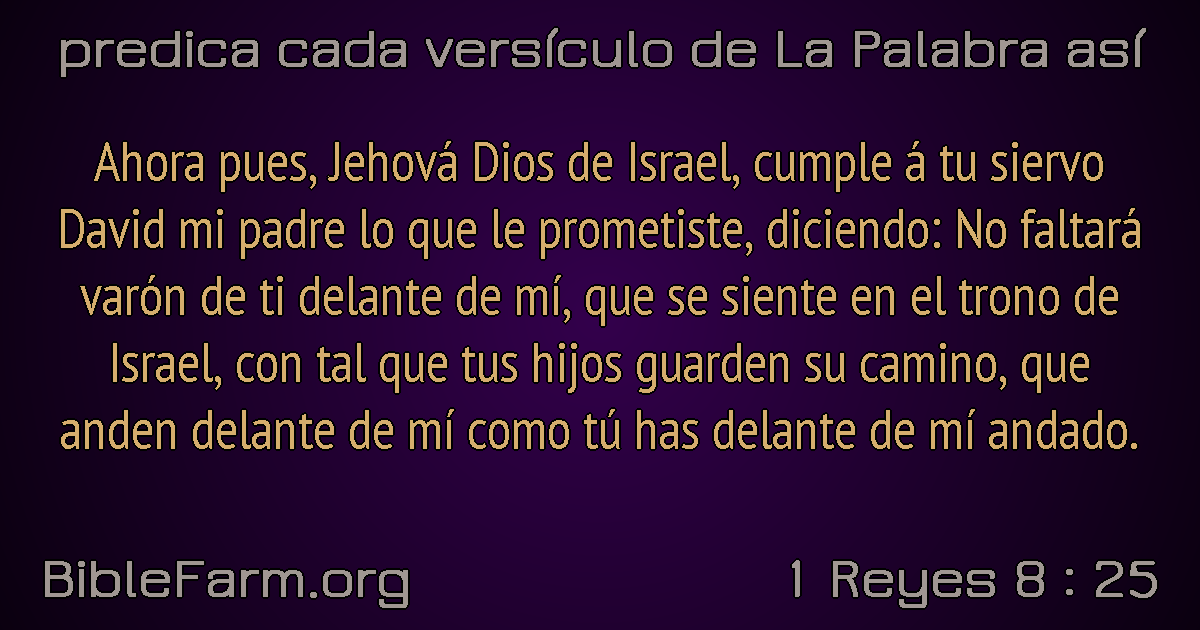 predica cada versículo de La Palabra así
Ahora pues, Jehová Dios de Israel, cumple á tu siervo
David mi padre lo que le prometiste, diciendo: No faltará
varón de ti delante de mí, que se siente en el trono de
Israel, con tal que tus hijos guarden su camino, que
anden delante de mí como tú has delante de mí andado.
BibleFarm.org
1 Reyes 8 : 25